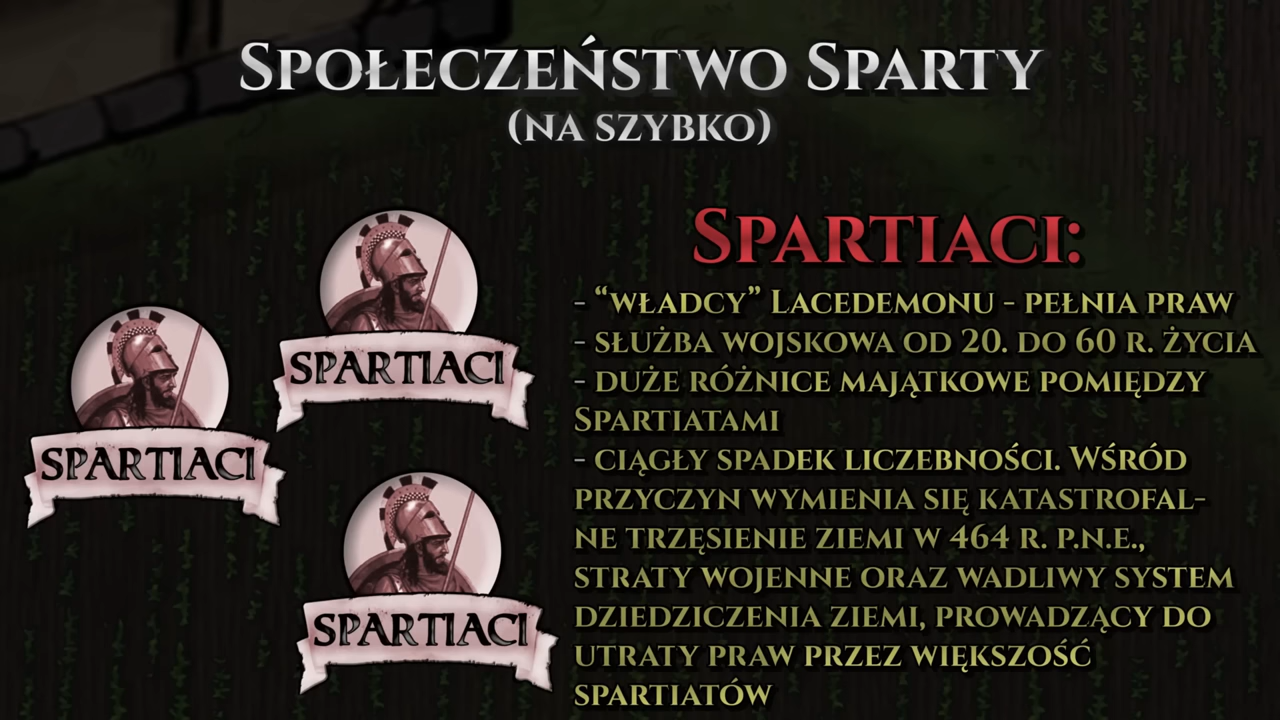 Społeczeństwo Sparty
(na szybko)
Spartiaci:
- “władcy” Lacedemonu - pełnia praw
- służba wojskowa od 20. do 60 r. życia
- duże różnice majątkowe pomiędzy
Spartiatami
- ciągły spadek liczebności. Wśród
przyczyn wymienia się katastrofal-
ne trzęsienie ziemi w 464 r. p.n.e.,
straty wojenne oraz wadliwy system
dziedziczenia ziemi, prowadzący do
utraty praw przez większość
spartiatów
SPARTIACI
SPARTIACI
SPARTIACI